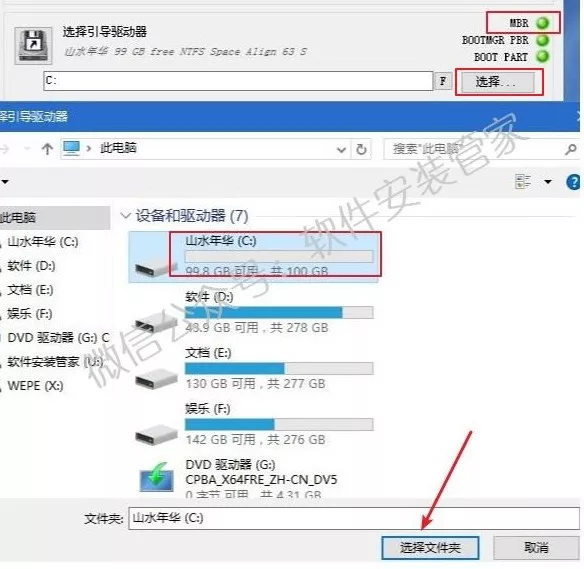 MBR
选择引导驱动器
山水年华 99 GB free NTFS Space Align 63 S
BOOTMGR PBR
BOOT PART
C:
F
选择...
择引导驱动器
此电脑
搜索"此电脑"
此电脑
山水年华 (C:)
软件 (D:)
文档 (E:)
娱乐 (F:)
DVD 驱动器 (G:) C
软件安装管家 (U:)
WEPE (X:)
设备和驱动器 (7)
山水年华 (C:)
99.8 GB 可用，共 100 GB
软件 (D:)
48.9 GB 可用，共 278 GB
文档 (E:)
130 GB 可用，共 277 GB
娱乐 (F:)
142 GB 可用，共 276 GB
DVD 驱动器 (G:)
CPBA_X64FRE_ZH-CN_DV5
0 字节 可用，共 4.31 GB
文件夹:
山水年华 (C:)
选择文件夹
取消
微信公众号：软件安装管家